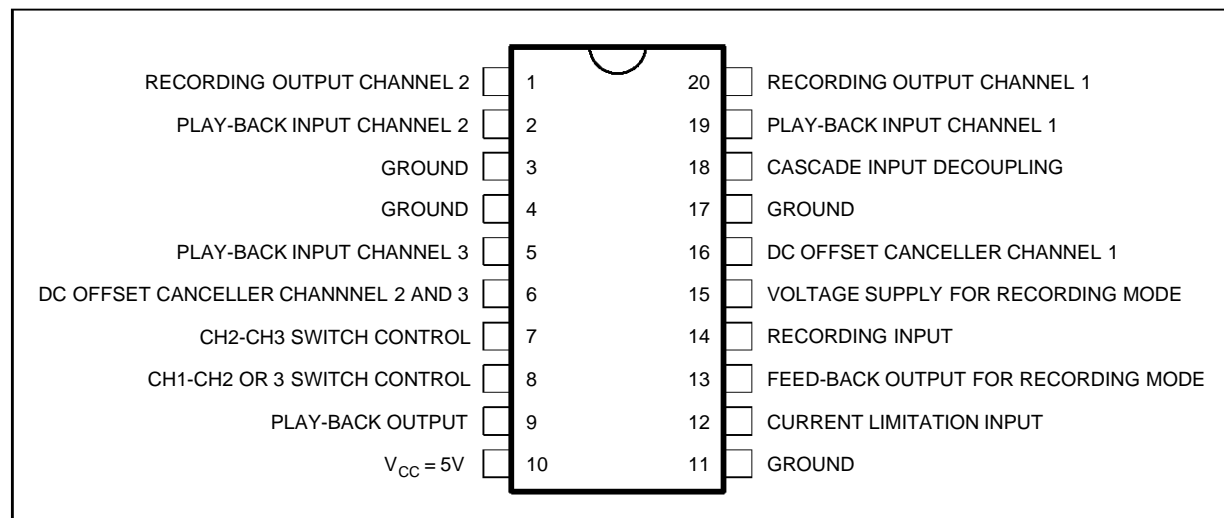 RECORDING OUTPUT CHANNEL 2 1 20 RECORDING OUTPUT CHANNEL 1
PLAY-BACK INPUT CHANNEL 2 2 19 PLAY-BACK INPUT CHANNEL 1
GROUND 3 18 CASCADE INPUT DECOUPLING
GROUND 4 17 GROUND
PLAY-BACK INPUT CHANNEL 3 5 16 DC OFFSET CANCELLER CHANNEL 1
DC OFFSET CANCELLER CHANNNEL 2 AND 3 6 15 VOLTAGE SUPPLY FOR RECORDING MODE
CH2-CH3 SWITCH CONTROL 7 14 RECORDING INPUT
CH1-CH2 OR 3 SWITCH CONTROL 8 13 FEED-BACK OUTPUT FOR RECORDING MODE
PLAY-BACK OUTPUT 9 12 CURRENT LIMITATION INPUT
VCC = 5V 10 11 GROUND